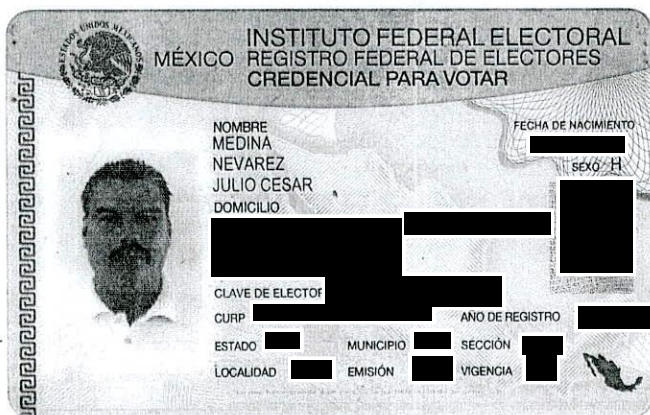 ESTADOS UNIDOS MEXICANOS
INSTITUTO FEDERAL ELECTORAL
MÉXICO REGISTRO FEDERAL DE ELECTORES
CREDENCIAL PARA VOTAR
NOMBRE
MEDINA
NEVAREZ
JULIO CESAR
FECHA DE NACIMIENTO
SEXO H
DOMICILIO
CLAVE DE ELECTOR
CURP AÑO DE REGISTRO
ESTADO MUNICIPIO SECCIÓN
LOCALIDAD EMISIÓN VIGENCIA